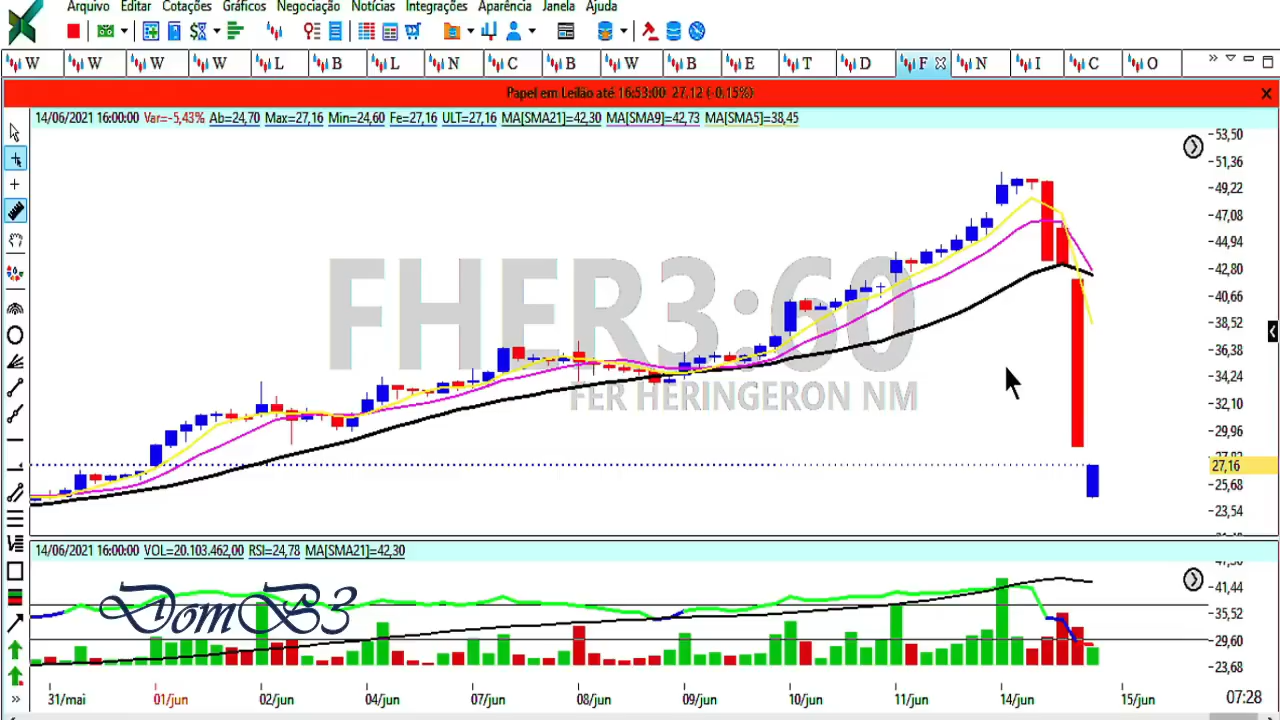 Arquivo Editar Cotações Gráficos Negociação Notícias Integrações Aparência Janela Ajuda
W W W W L B L N C B W B E T D F N I C O
Papel em Leilão até 16:53:00 27,12 (-0,15%)
14/06/2021 16:00:00 Var=-5,43% Ab=24,70 Max=27,16 Min=24,60 Fe=27,16 ULT=27,16 MA[SMA21]=42,30 MA[SMA9]=42,73 MA[SMA5]=38,45
53,50
51,36
49,22
47,08
44,94
42,80
40,66
38,52
36,38
34,24
32,10
29,96
27,16
25,68
23,54
FHER3:60
FER HERINGERON NM
14/06/2021 16:00:00 VOL=20.103.462,00 RSI=24,78 MA[SMA21]=42,30
41,44
35,52
29,60
23,68
DomB3
31/mai 01/jun 02/jun 04/jun 07/jun 08/jun 09/jun 10/jun 11/jun 14/jun 15/jun 07:28